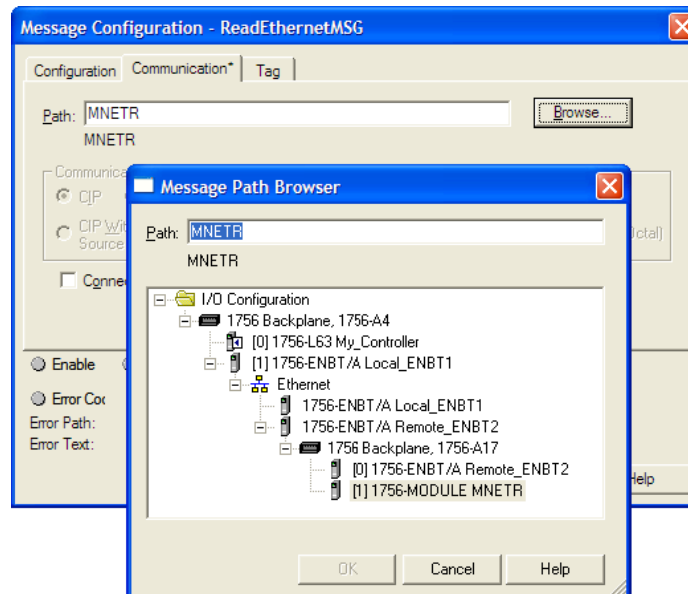 Message Configuration - ReadEthernetMSG
Configuration Communication* Tag
Path: MNETR Browse...
MNETR
CIP
Source
Message Path Browser
Path: MNETR
MNETR
I/O Configuration
1756 Backplane, 1756-A4
[0] 1756-L63 My_Controller
[1] 1756-ENBT/A Local_ENBT1
Ethernet
1756-ENBT/A Local_ENBT1
1756-ENBT/A Remote_ENBT2
1756 Backplane, 1756-A17
[0] 1756-ENBT/A Remote_ENBT2
[1] 1756-MODULE MNETR
OK Cancel Help
Enable
Error
Error Path:
Error Text: